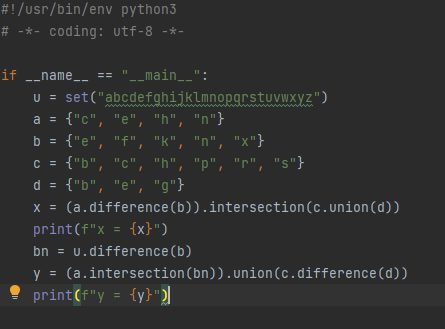 #!/usr/bin/env python3
# -*- coding: utf-8 -*-
if __name__ == "__main__":
u = set("abcdefghijklmnopqrstuvwxyz")
a = {"c", "e", "h", "n"}
b = {"e", "f", "k", "n", "x"}
c = {"b", "c", "h", "p", "r", "s"}
d = {"b", "e", "g"}
x = (a.difference(b)).intersection(c.union(d))
print(f"x = {x}")
bn = u.difference(b)
y = (a.intersection(bn)).union(c.difference(d))
print(f"y = {y}")